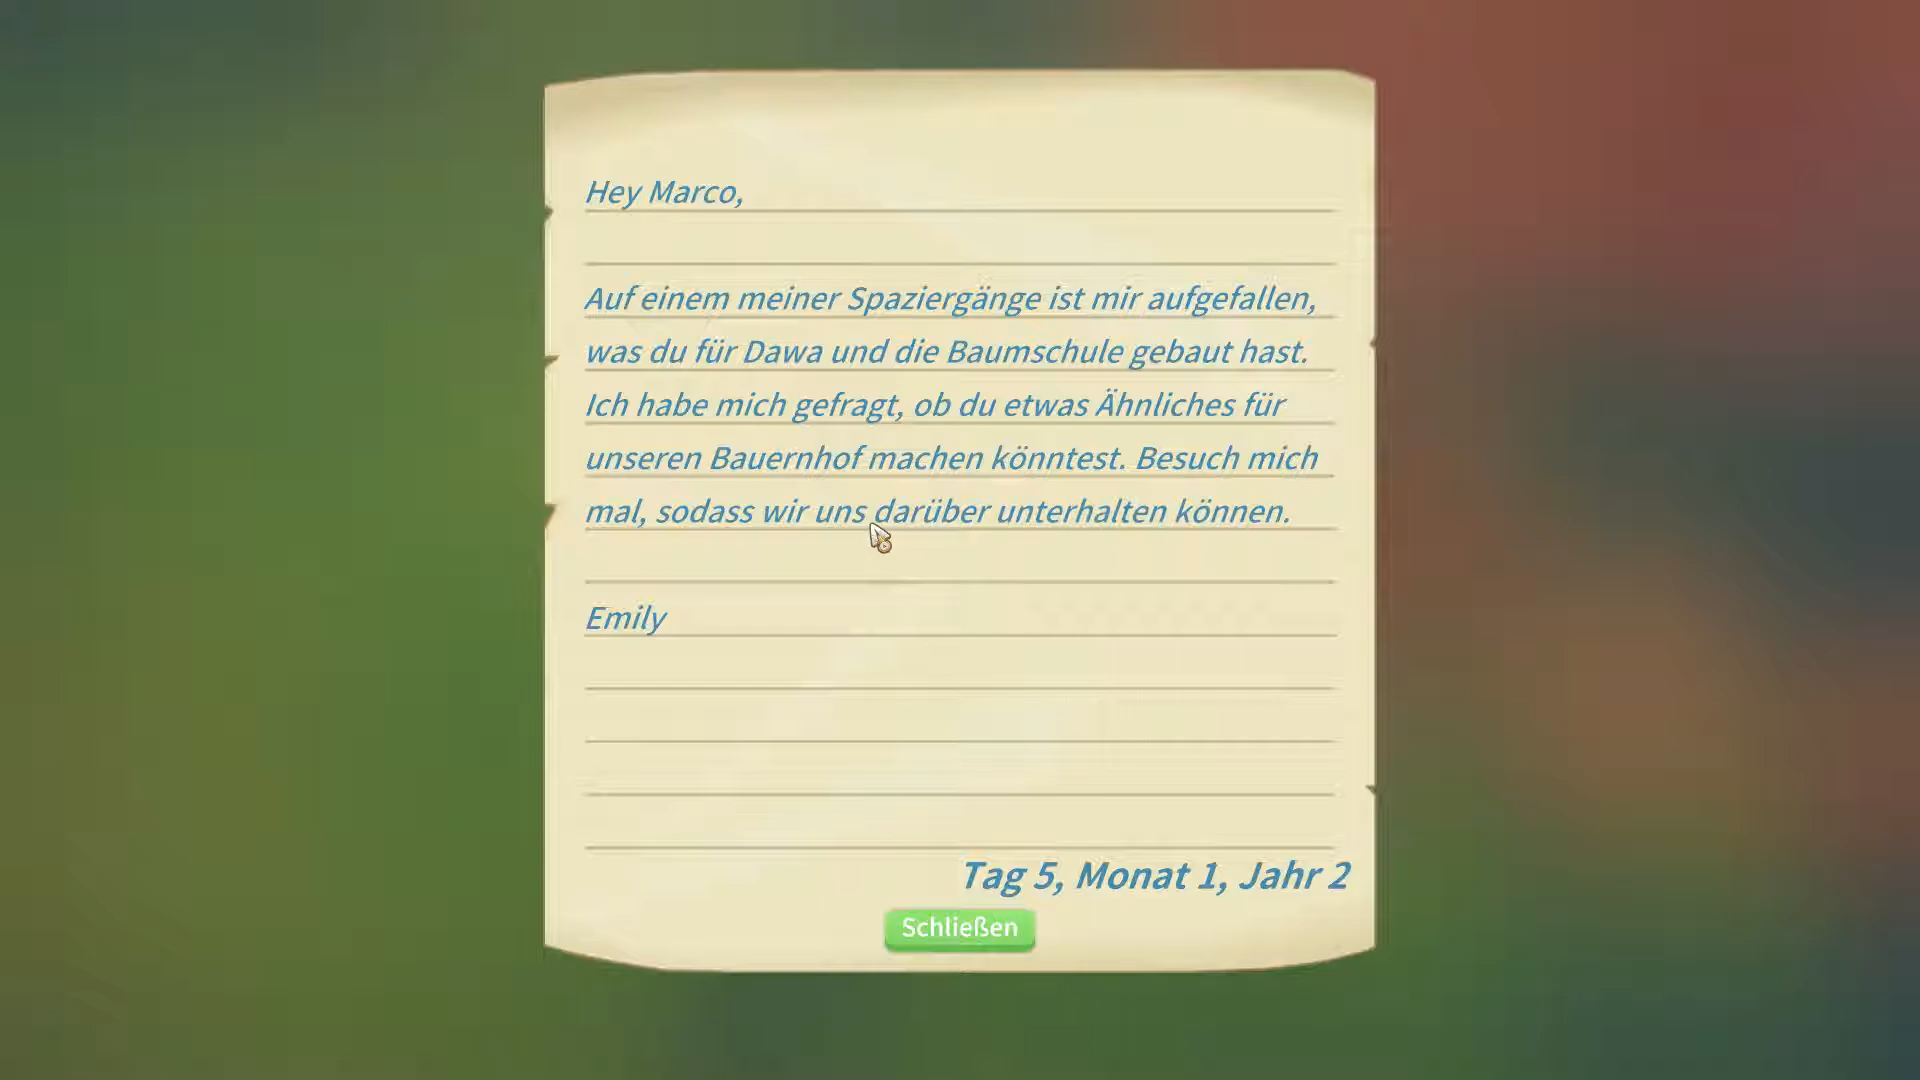 Hey Marco,
Auf einem meiner Spaziergänge ist mir aufgefallen,
was du für Dawa und die Baumschule gebaut hast.
Ich habe mich gefragt, ob du etwas Ähnliches für
unseren Bauernhof machen könntest. Besuch mich
mal, sodass wir uns darüber unterhalten können.
Emily
Tag 5, Monat 1, Jahr 2
Schließen